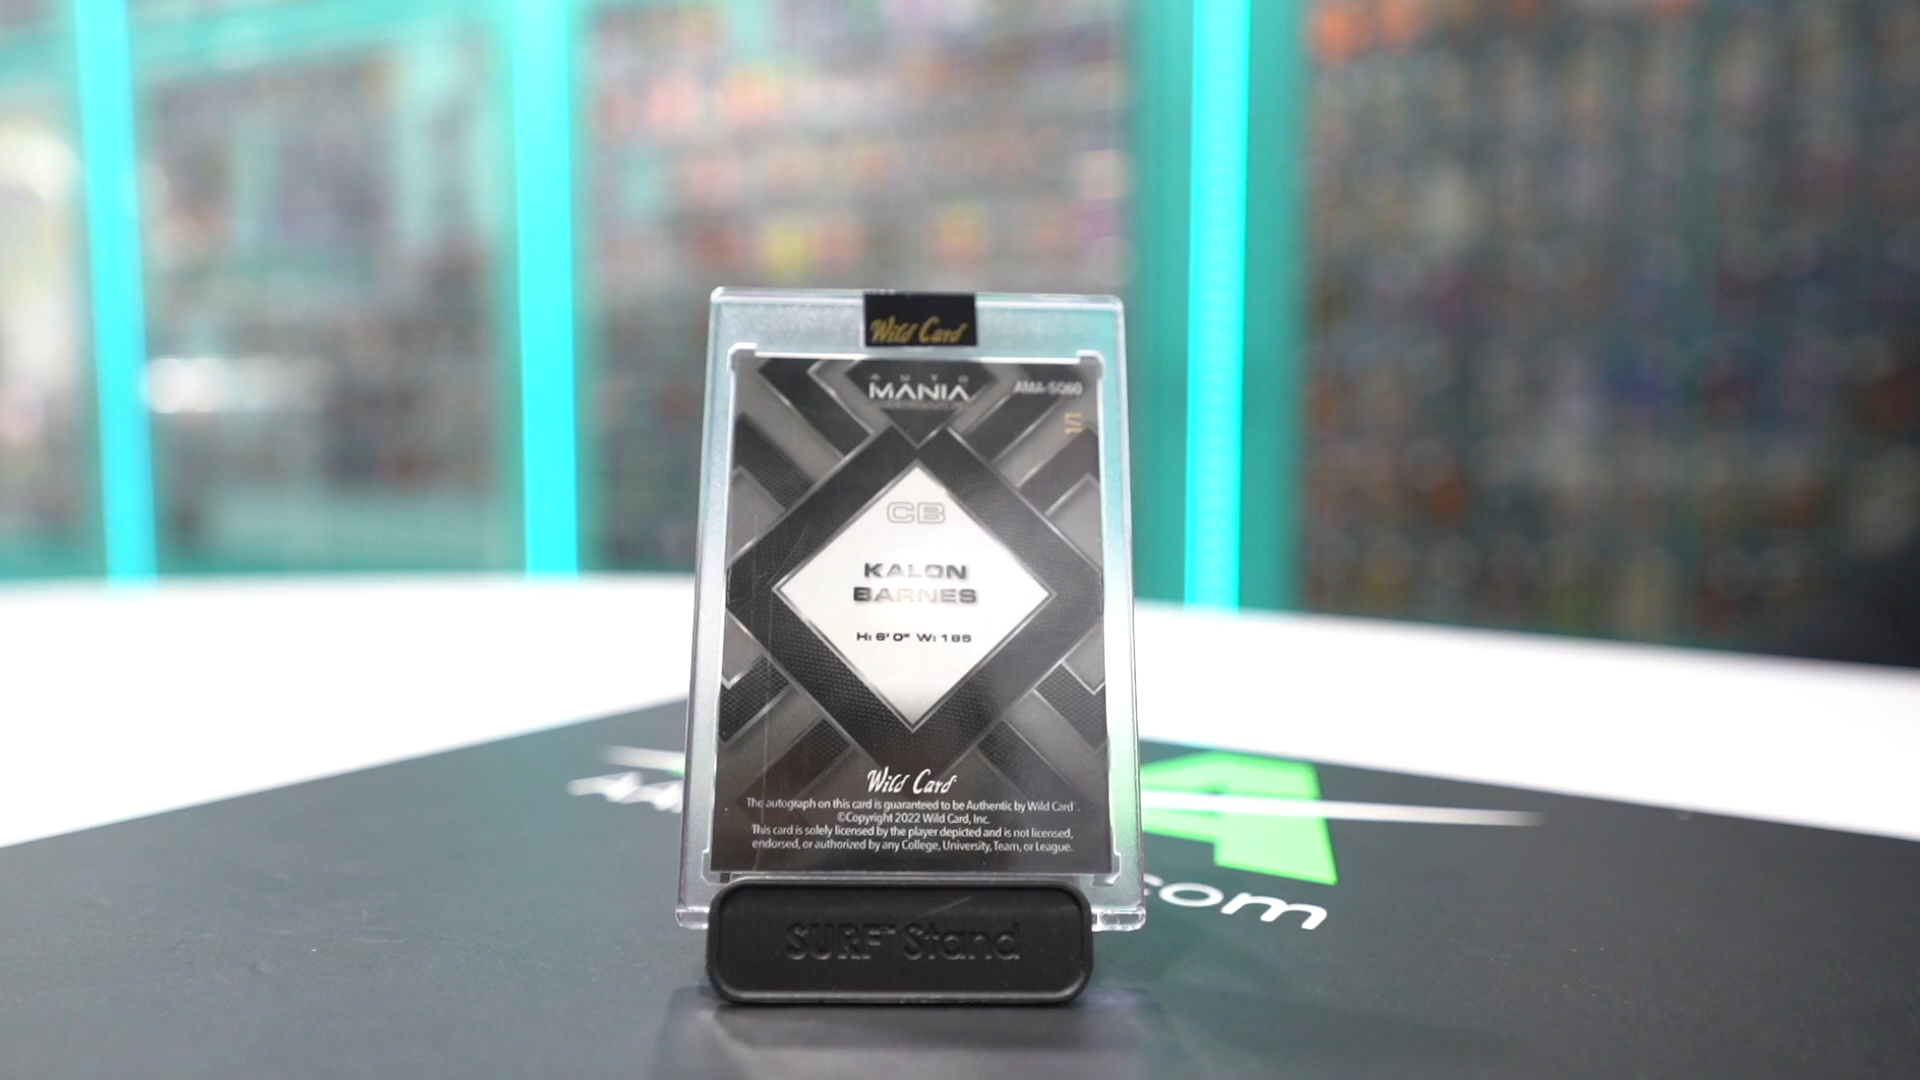 Wild Card
AUTO
MANIA
AMA-SQ60
1/1
CB
KALON
BARNES
H: 6' 0" W: 185
Wild Card
The autograph on this card is guaranteed to be Authentic by Wild Card.
©Copyright 2022 Wild Card, Inc.
This card is solely licensed by the player depicted and is not licensed,
endorsed, or authorized by any College, University, Team, or League.
SURF™ Stand
.com